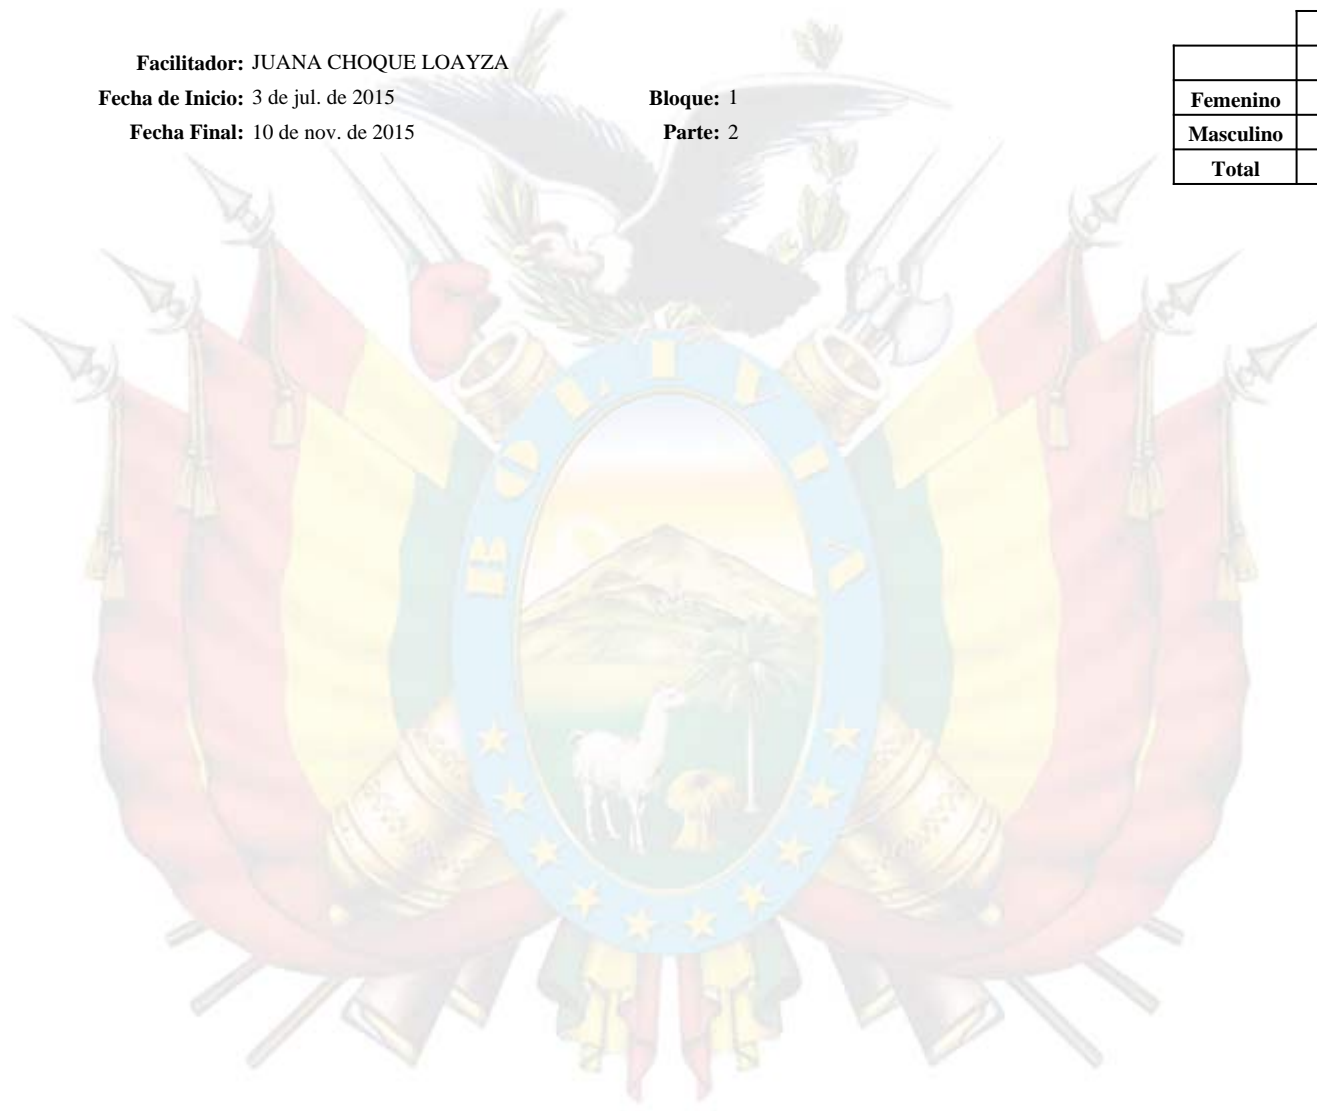 Facilitador: JUANA CHOQUE LOAYZA
Fecha de Inicio: 3 de jul. de 2015 Bloque: 1
Fecha Final: 10 de nov. de 2015 Parte: 2
Femenino
Masculino
Total
BOLIVIA